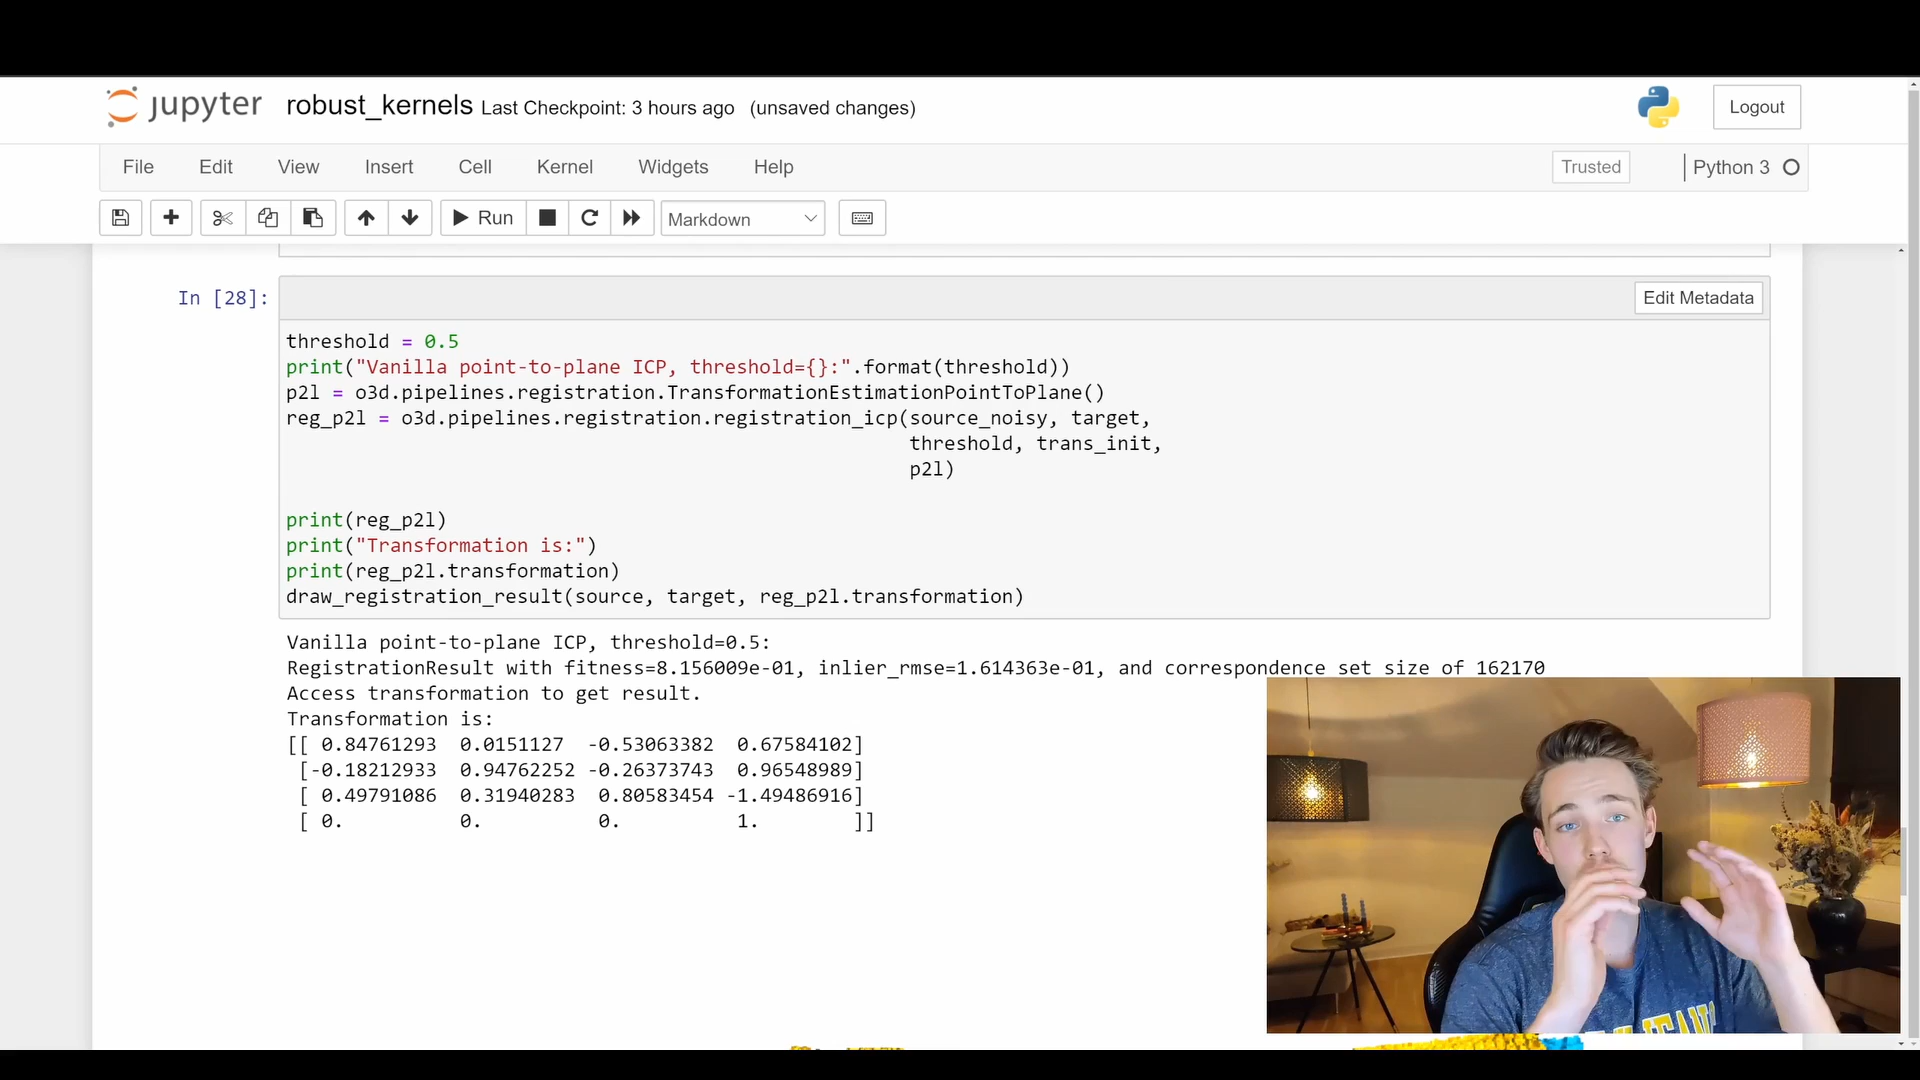 jupyter robust_kernels Last Checkpoint: 3 hours ago (unsaved changes) Logout
File Edit View Insert Cell Kernel Widgets Help Trusted Python 3
Run Markdown
In [28]: Edit Metadata
threshold = 0.5
print("Vanilla point-to-plane ICP, threshold={}:".format(threshold))
p2l = o3d.pipelines.registration.TransformationEstimationPointToPlane()
reg_p2l = o3d.pipelines.registration.registration_icp(source_noisy, target,
threshold, trans_init,
p2l)
print(reg_p2l)
print("Transformation is:")
print(reg_p2l.transformation)
draw_registration_result(source, target, reg_p2l.transformation)
Vanilla point-to-plane ICP, threshold=0.5:
RegistrationResult with fitness=8.156009e-01, inlier_rmse=1.614363e-01, and correspondence set size of 162170
Access transformation to get result.
Transformation is:
[[ 0.84761293 0.0151127 -0.53063382 0.67584102]
[-0.18212933 0.94762252 -0.26373743 0.96548989]
[ 0.49791086 0.31940283 0.80583454 -1.49486916]
[ 0. 0. 0. 1. ]]